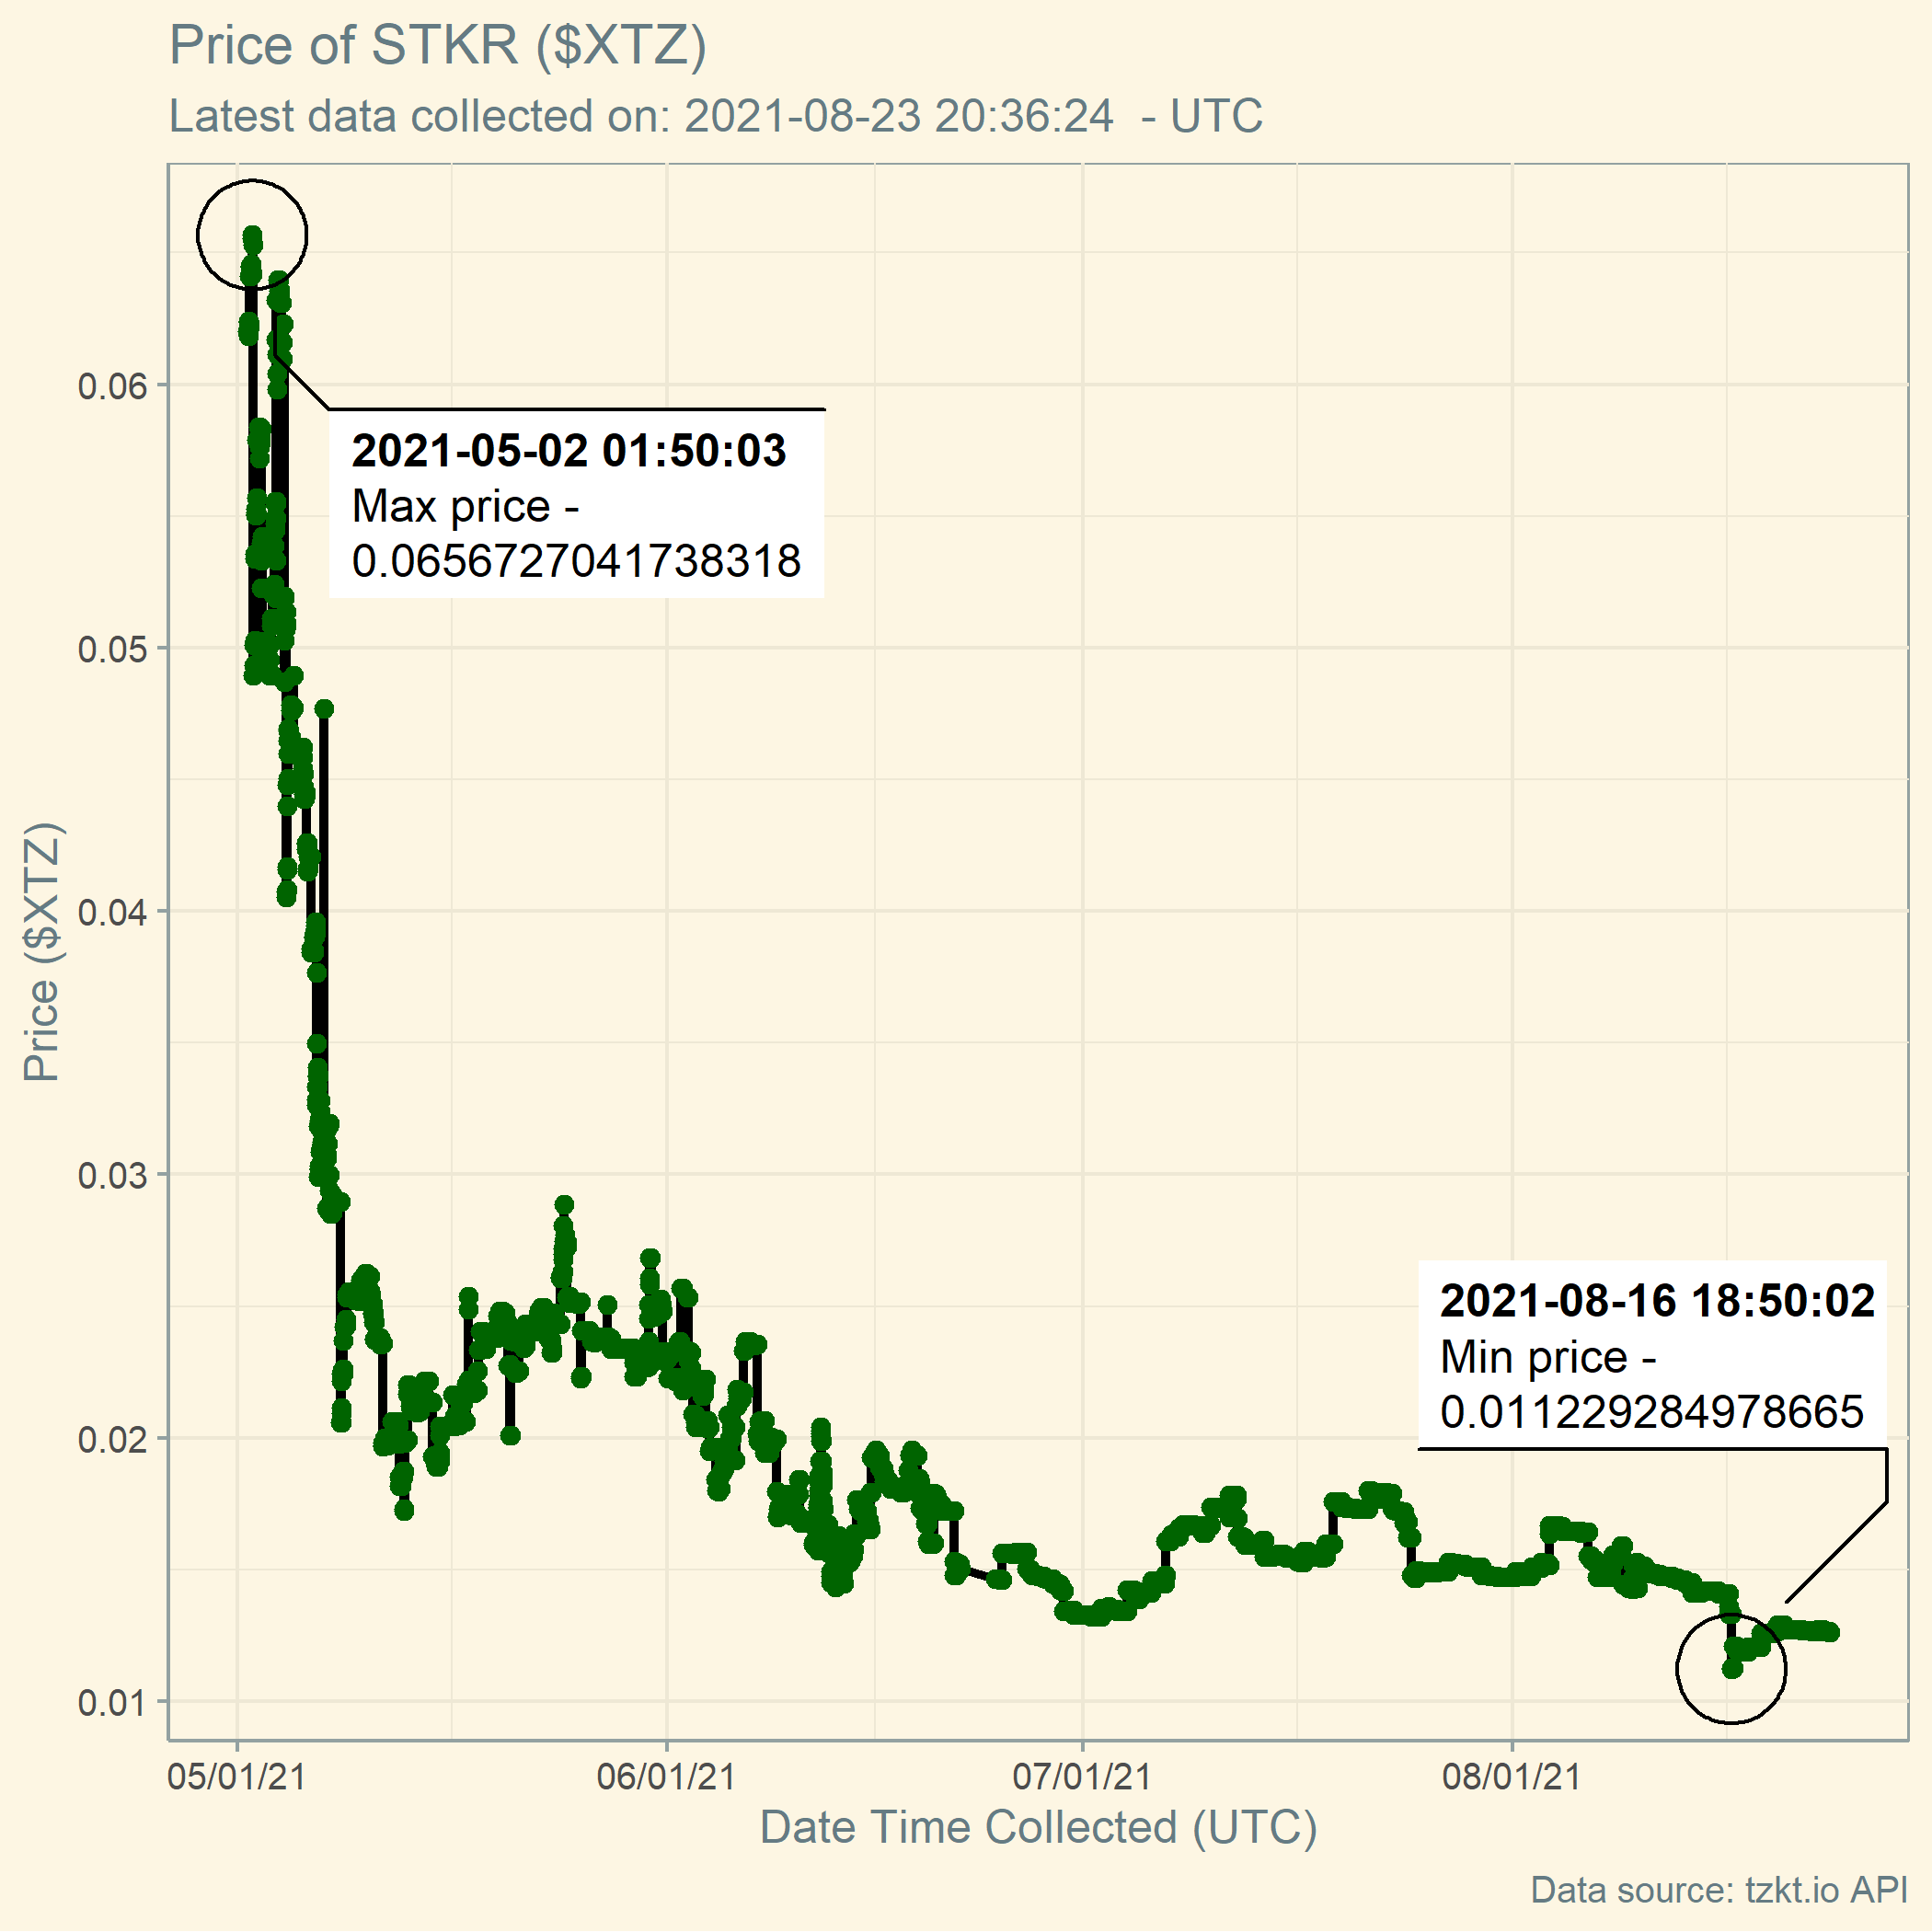 Price of STKR ($XTZ)
Latest data collected on: 2021-08-23 20:36:24  - UTC
0.06
0.05
0.04
0.03
0.02
0.01
Price ($XTZ)
2021-05-02 01:50:03
Max price -
0.0656727041738318
2021-08-16 18:50:02
Min price -
0.011229284978665
05/01/21
06/01/21
07/01/21
08/01/21
Date Time Collected (UTC)
Data source: tzkt.io API